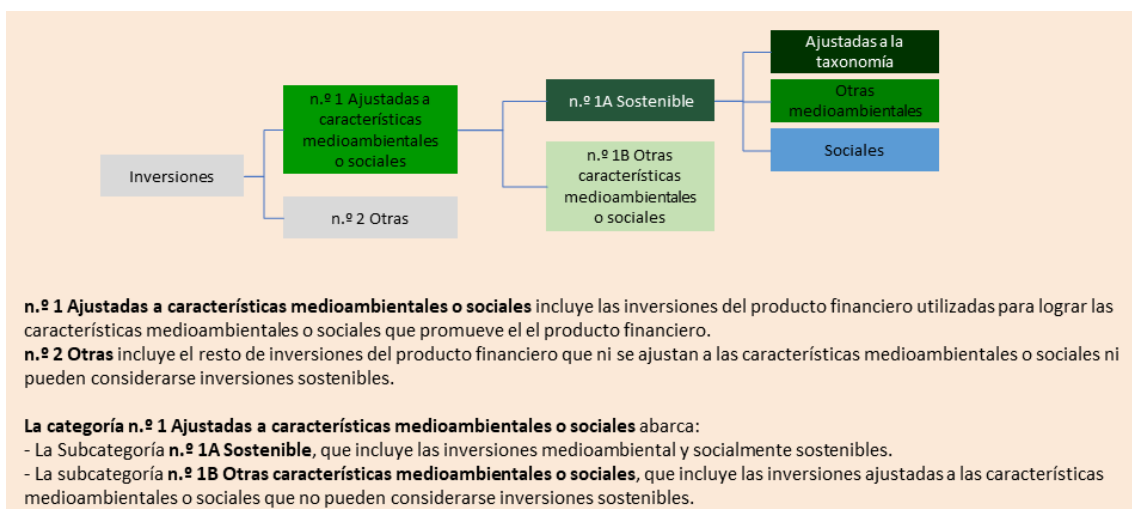 Inversiones
n.º 1 Ajustadas a
características
medioambientales
o sociales
n.º 2 Otras
n.º 1A Sostenible
n.º 1B Otras
características
medioambientales
o sociales
Ajustadas a la
taxonomía
Otras
medioambientales
Sociales
n.º 1 Ajustadas a características medioambientales o sociales incluye las inversiones del producto financiero utilizadas para lograr las
características medioambientales o sociales que promueve el el producto financiero.
n.º 2 Otras incluye el resto de inversiones del producto financiero que ni se ajustan a las características medioambientales o sociales ni
pueden considerarse inversiones sostenibles.
La categoría n.º 1 Ajustadas a características medioambientales o sociales abarca:
- La Subcategoría n.º 1A Sostenible, que incluye las inversiones medioambiental y socialmente sostenibles.
- La subcategoría n.º 1B Otras características medioambientales o sociales, que incluye las inversiones ajustadas a las características
medioambientales o sociales que no pueden considerarse inversiones sostenibles.